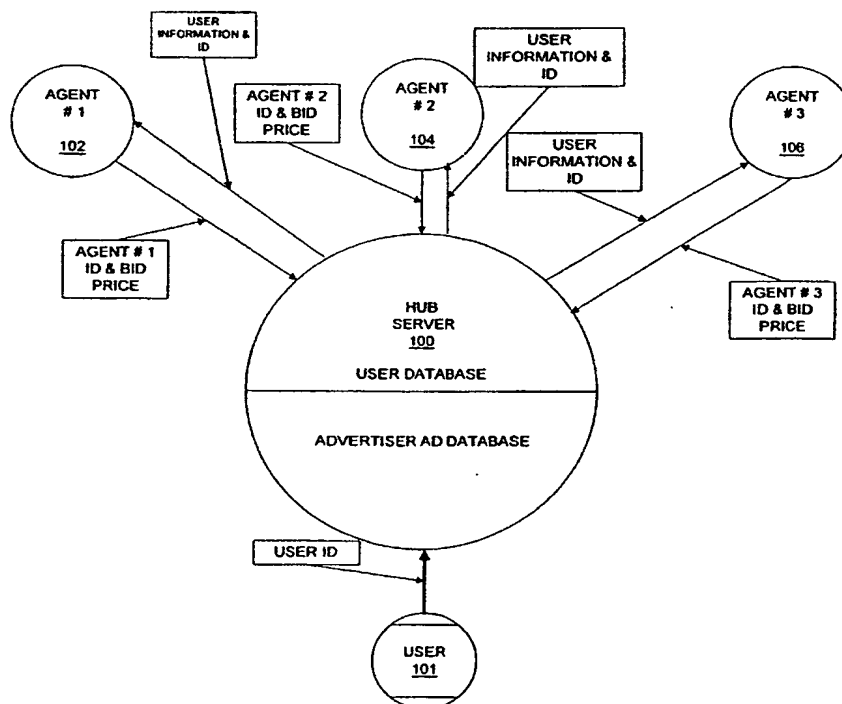 USER
INFORMATION &
ID
USER
INFORMATION &
ID
AGENT
# 1
102
AGENT # 2
ID & BID
PRICE
AGENT
# 2
104
USER
INFORMATION &
ID
AGENT
# 3
106
AGENT # 1
ID & BID
PRICE
AGENT # 3
ID & BID
PRICE
HUB
SERVER
100
USER DATABASE
ADVERTISER AD DATABASE
USER ID
USER
101